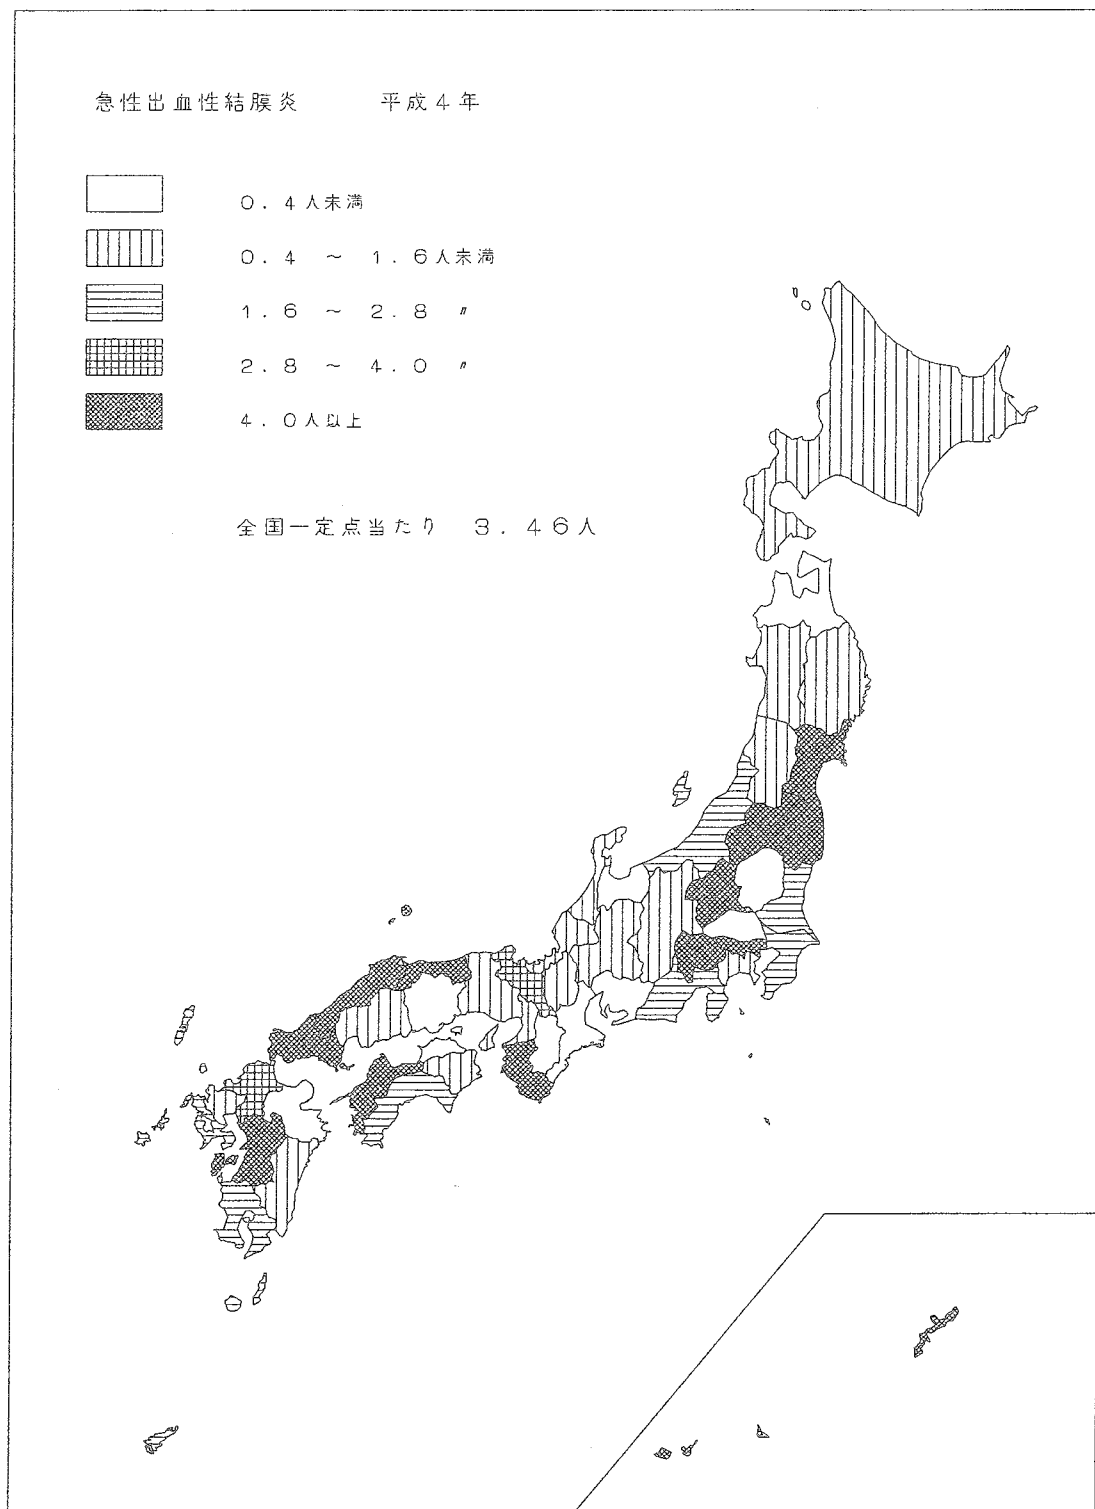 急性出血性結膜炎 平成4年
0.4人未満
0.4 ～ 1.6人未満
1.6 ～ 2.8 〃
2.8 ～ 4.0 〃
4.0人以上
全国一定点当たり 3.46人